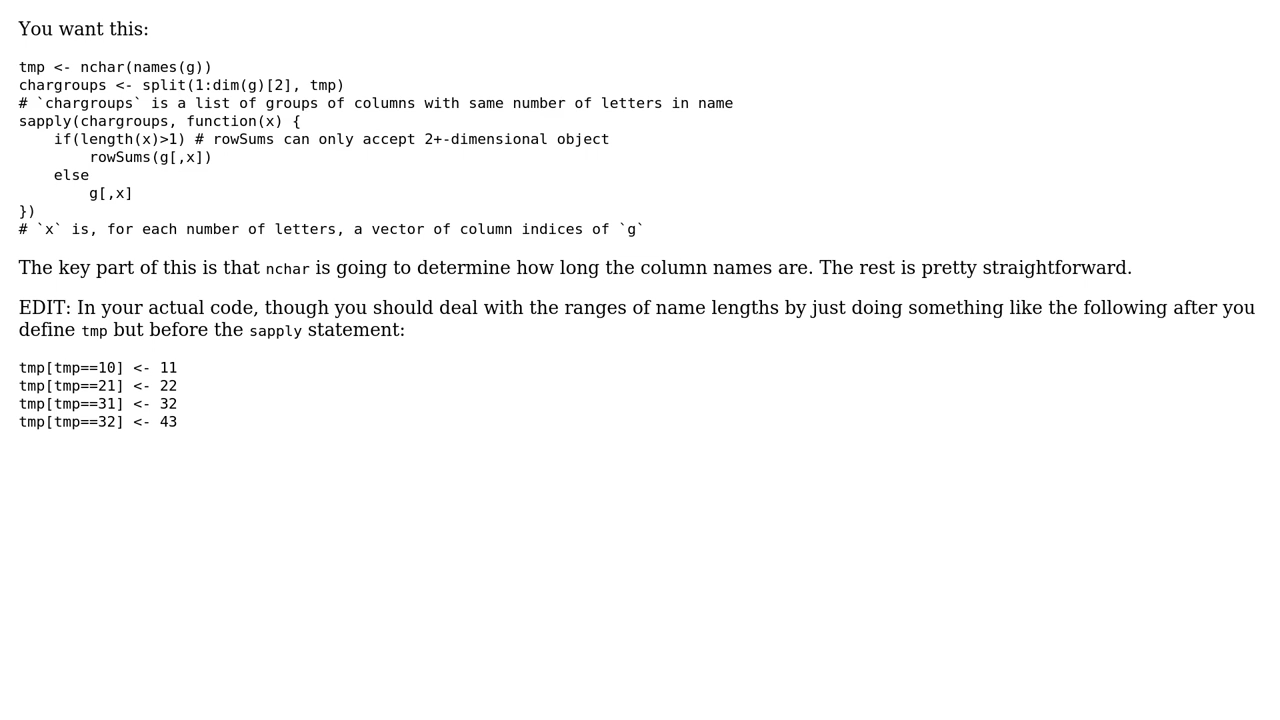 You want this:
tmp <- nchar(names(g))
chargroups <- split(1:dim(g)[2], tmp)
# `chargroups` is a list of groups of columns with same number of letters in name
sapply(chargroups, function(x) {
    if(length(x)>1) # rowSums can only accept 2+-dimensional object
        rowSums(g[,x])
    else
        g[,x]
})
# `x` is, for each number of letters, a vector of column indices of `g`
The key part of this is that nchar is going to determine how long the column names are. The rest is pretty straightforward.
EDIT: In your actual code, though you should deal with the ranges of name lengths by just doing something like the following after you
define tmp but before the sapply statement:
tmp[tmp==10] <- 11
tmp[tmp==21] <- 22
tmp[tmp==31] <- 32
tmp[tmp==32] <- 43